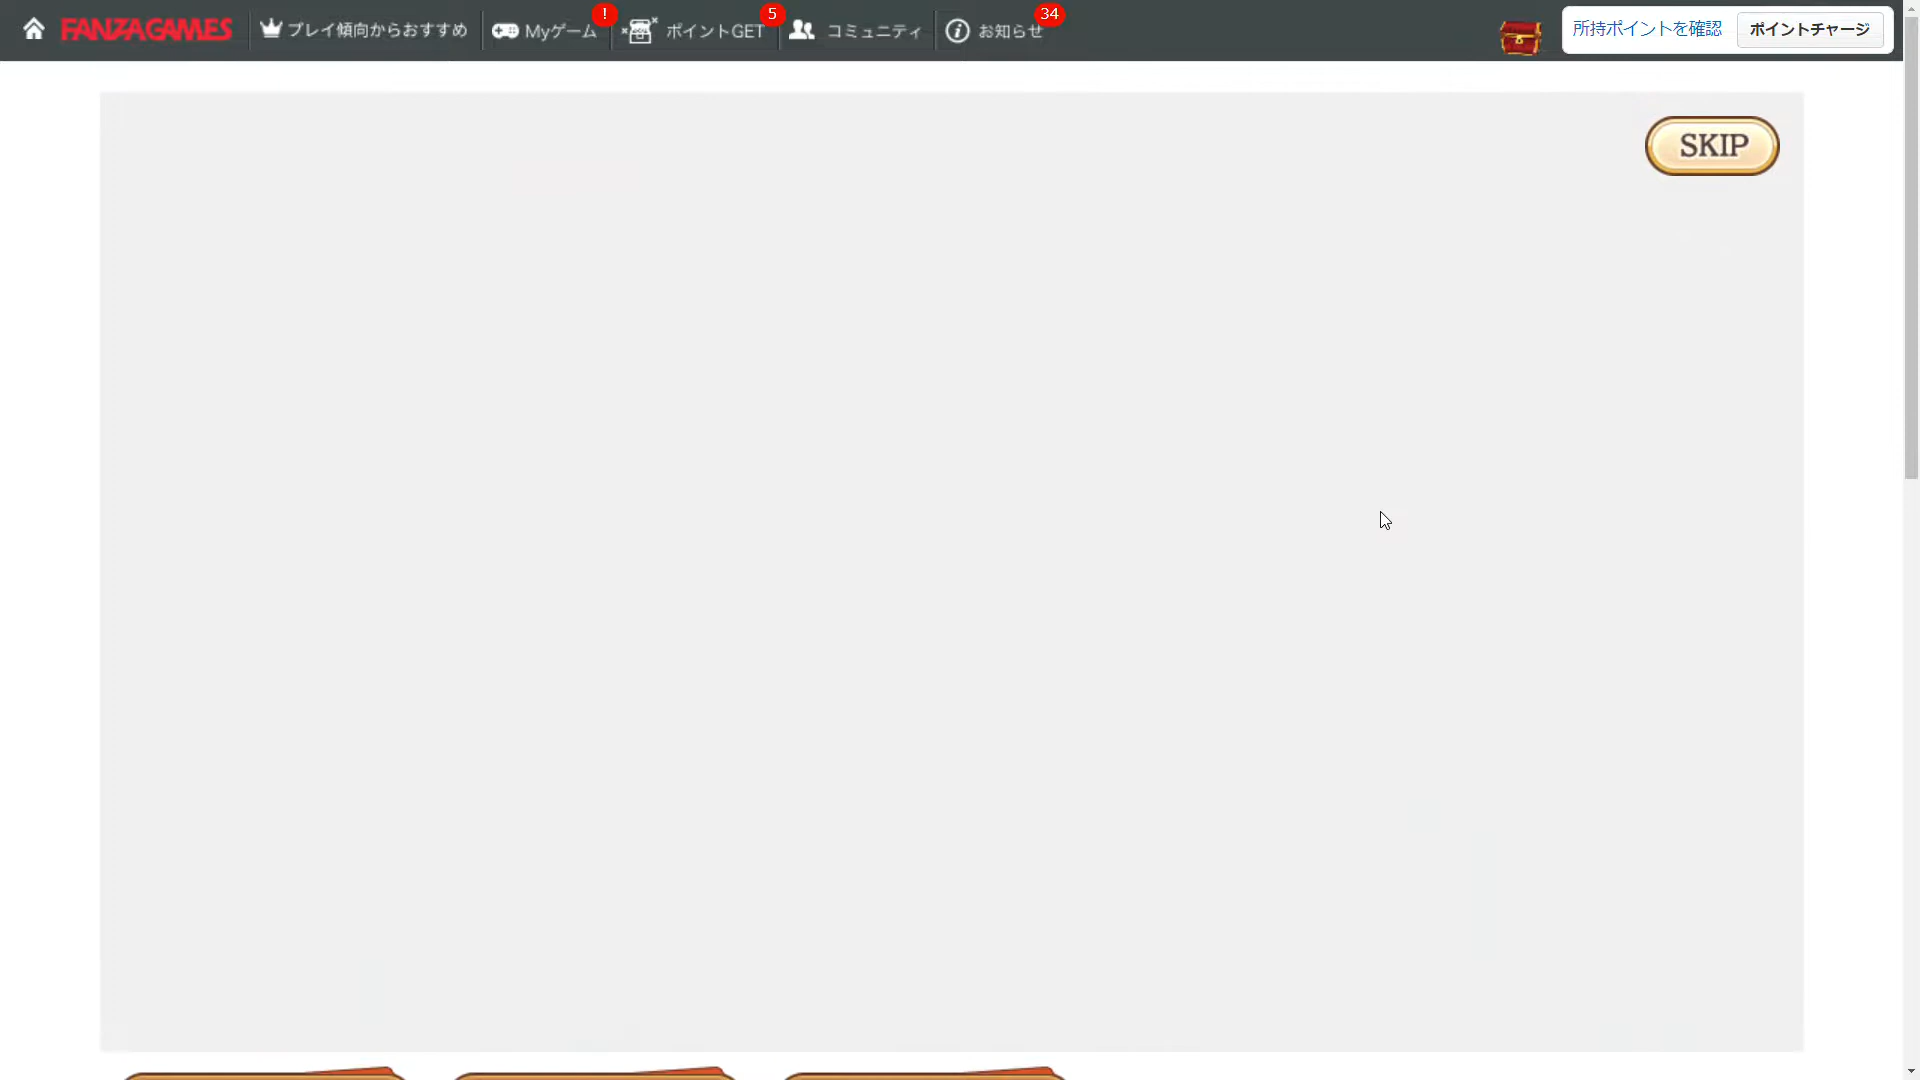 FANZA GAMES
プレイ傾向からおすすめ
Myゲーム
!
ポイントGET
5
コミュニティ
お知らせ
34
所持ポイントを確認
ポイントチャージ
SKIP